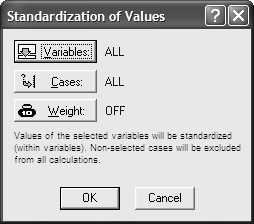 Standardization of Values
Variables: ALL
Cases: ALL
Weight: OFF
Values of the selected variables will be standardized
(within variables). Non-selected cases will be excluded
from all calculations.
OK Cancel